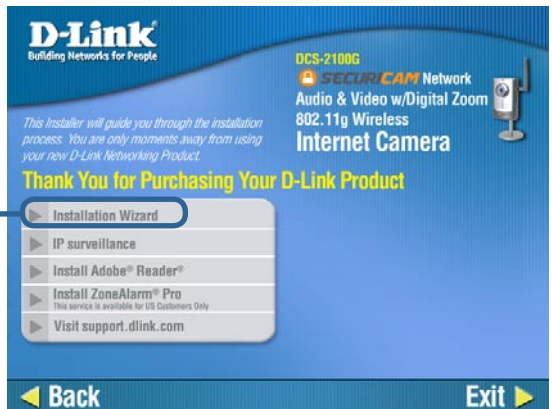 D-Link
Building Networks for People
DCS-2100G
SECURICAM Network
Audio & Video w/Digital Zoom
802.11g Wireless
Internet Camera
This Installer will guide you through the installation
process. You are only moments away from using
your new D-Link Networking Product.
Thank You for Purchasing Your D-Link Product
Installation Wizard
IP surveillance
Install Adobe® Reader®
Install ZoneAlarm® Pro
This service is available for US Customers Only
Visit support.dlink.com
Back
Exit